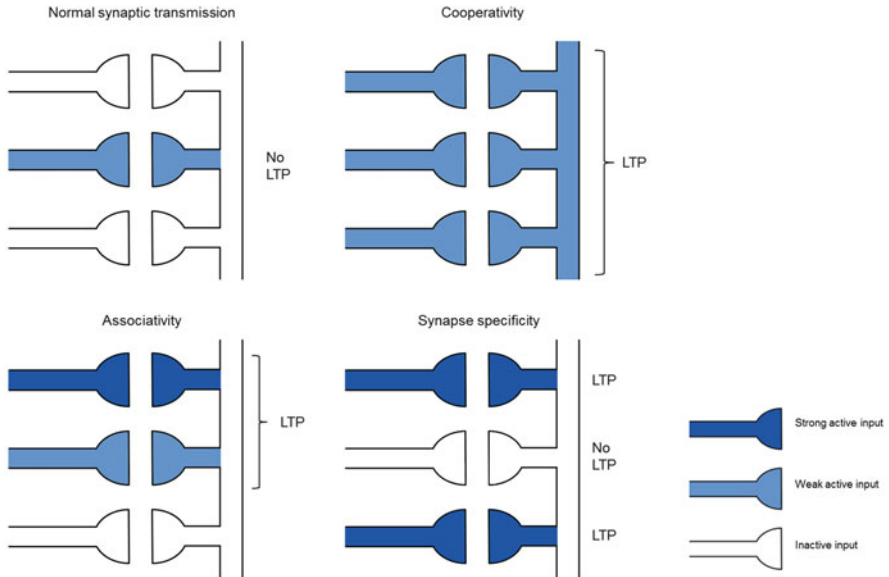 Normal synaptic transmission
Cooperativity
No
LTP
LTP
Associativity
Synapse specificity
LTP
LTP
No
LTP
LTP
Strong active input
Weak active input
Inactive input